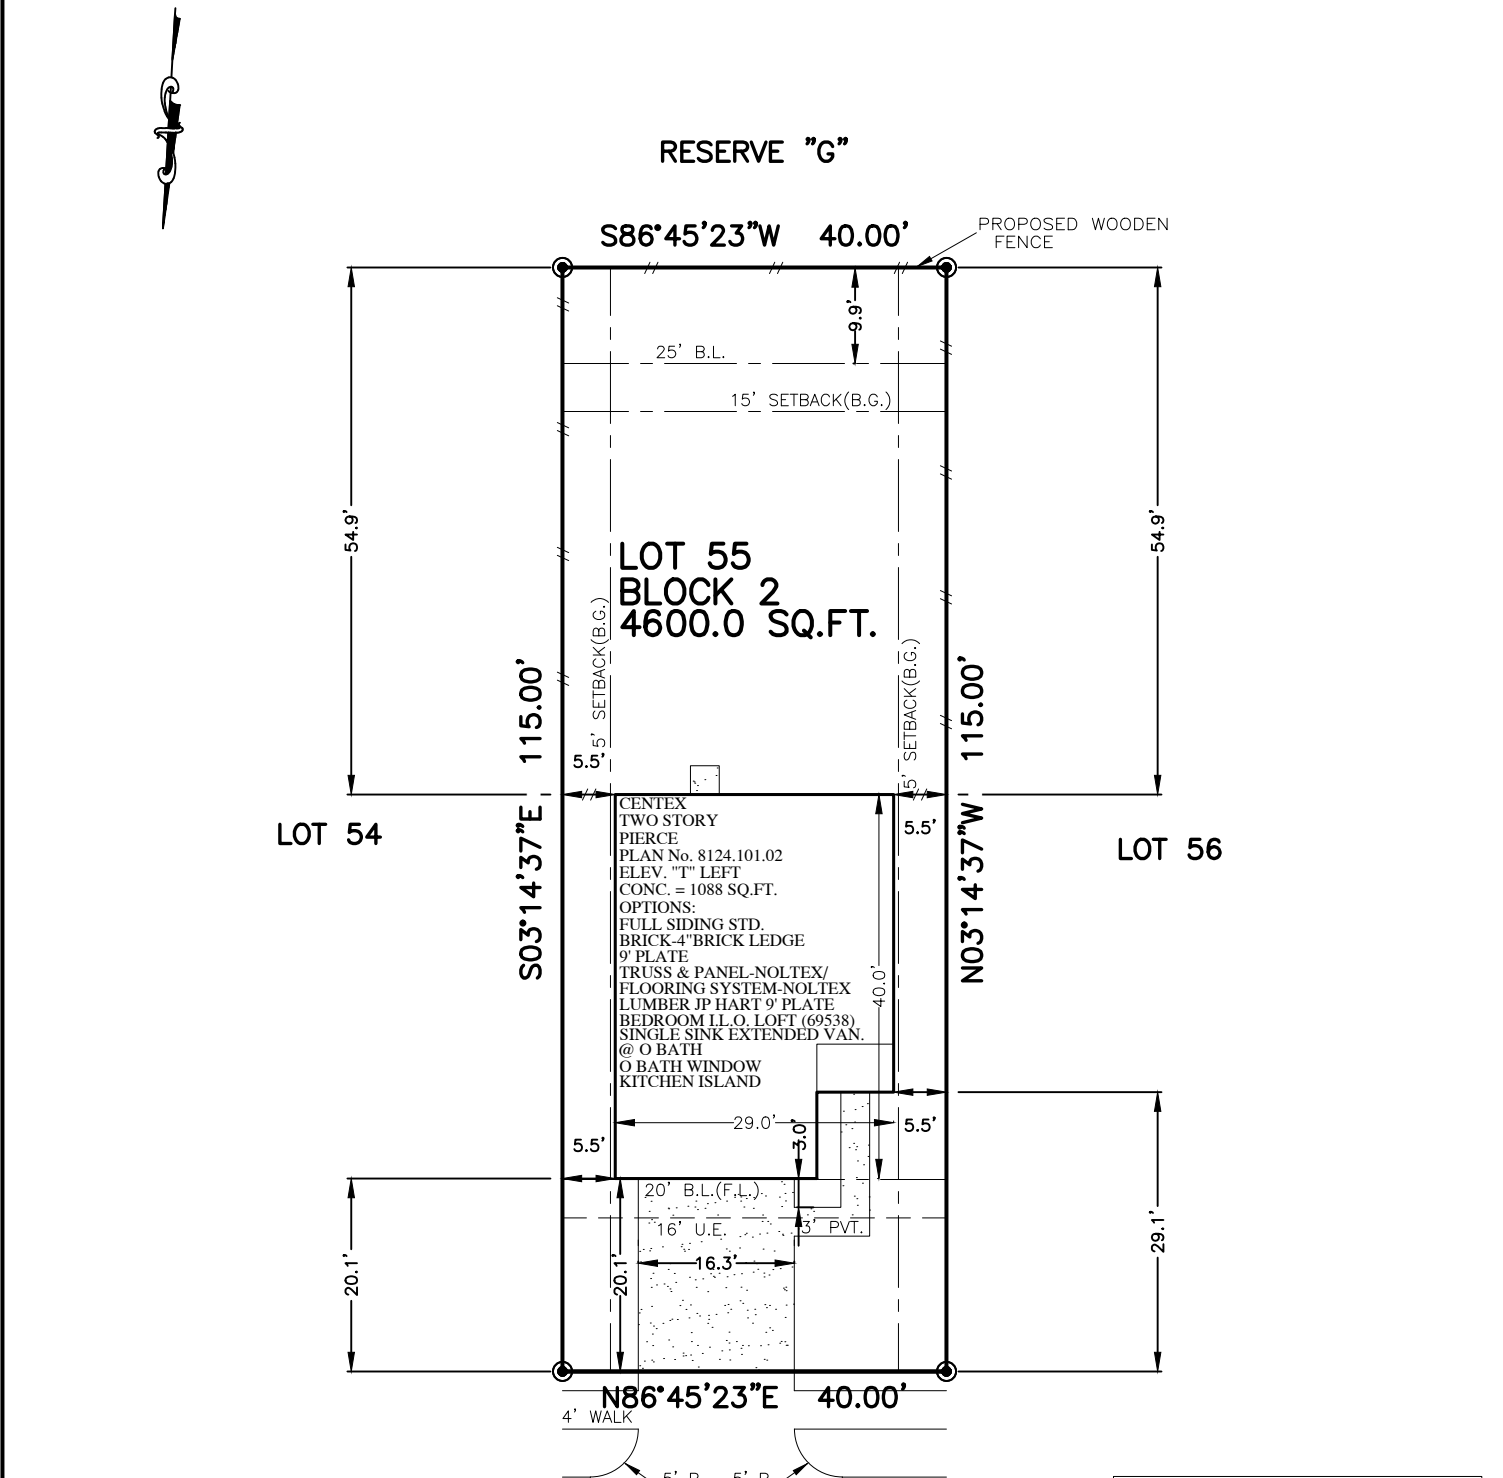 RESERVE "G"
S86°45'23"W 40.00'
PROPOSED WOODEN
FENCE
9.9'
25' B.L.
15' SETBACK(B.G.)
54.9'
54.9'
LOT 55
BLOCK 2
4600.0 SQ.FT.
5' SETBACK(B.G.)
5' SETBACK(B.G.)
S03°14'37"E 115.00'
N03°14'37"W 115.00'
5.5'
5.5'
LOT 54
LOT 56
CENTEX
TWO STORY
PIERCE
PLAN No. 8124.101.02
ELEV. "T" LEFT
CONC. = 1088 SQ.FT.
OPTIONS:
FULL SIDING STD.
BRICK-4"BRICK LEDGE
9' PLATE
TRUSS & PANEL-NOLTEX/
FLOORING SYSTEM-NOLTEX
LUMBER JP HART 9' PLATE
BEDROOM I.L.O. LOFT (69538)
SINGLE SINK EXTENDED VAN.
@ O BATH
O BATH WINDOW
KITCHEN ISLAND
40.0'
29.0'
3.0'
5.5'
5.5'
20' B.L.(F.L.)
16' U.E.
3' PVT.
16.3'
20.1'
20.1'
29.1'
N86°45'23"E 40.00'
4' WALK
5' R. 5' R.